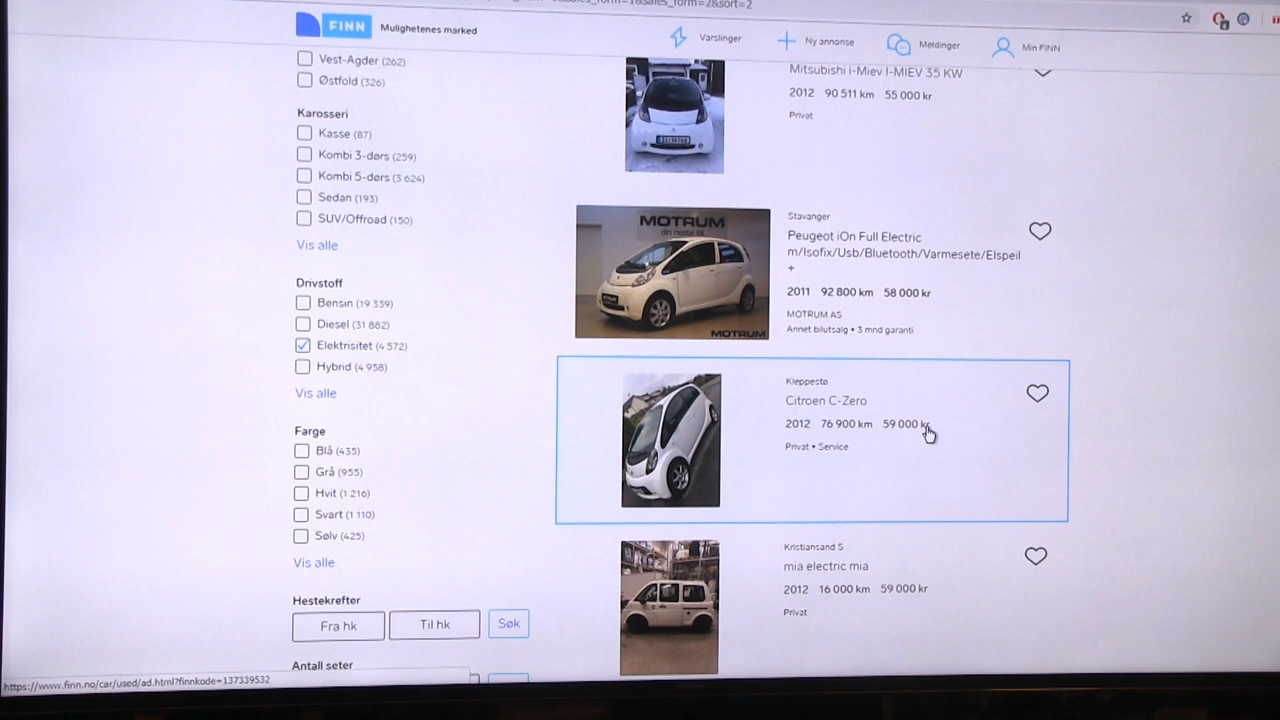 FINN Mulighetenes marked
Varslinger
Ny annonse
Meldinger
Min FINN
Vest-Agder (262)
Østfold (326)
Karosseri
Kasse (87)
Kombi 3-dørs (259)
Kombi 5-dørs (3 624)
Sedan (193)
SUV/Offroad (150)
Vis alle
Drivstoff
Bensin (19 339)
Diesel (31 882)
Elektrisitet (4 572)
Hybrid (4 958)
Vis alle
Farge
Blå (435)
Grå (955)
Hvit (1 216)
Svart (1 110)
Sølv (425)
Vis alle
Hestekrefter
Fra hk
Til hk
Søk
Antall seter
Mitsubishi i-Miev I-MIEV 35 KW
2012 90 511 km 55 000 kr
Privat
MOTRUM
din neste bil
MOTRUM
Stavanger
Peugeot iOn Full Electric
m/Isofix/Usb/Bluetooth/Varmesete/Elspeil
+
2011 92 800 km 58 000 kr
MOTRUM AS
Annet bilutsalg • 3 mnd garanti
Kleppestø
Citroen C-Zero
2012 76 900 km 59 000 kr
Privat • Service
Kristiansand S
mia electric mia
2012 16 000 km 59 000 kr
Privat
https://www.finn.no/car/used/ad.html?finnkode=137339532